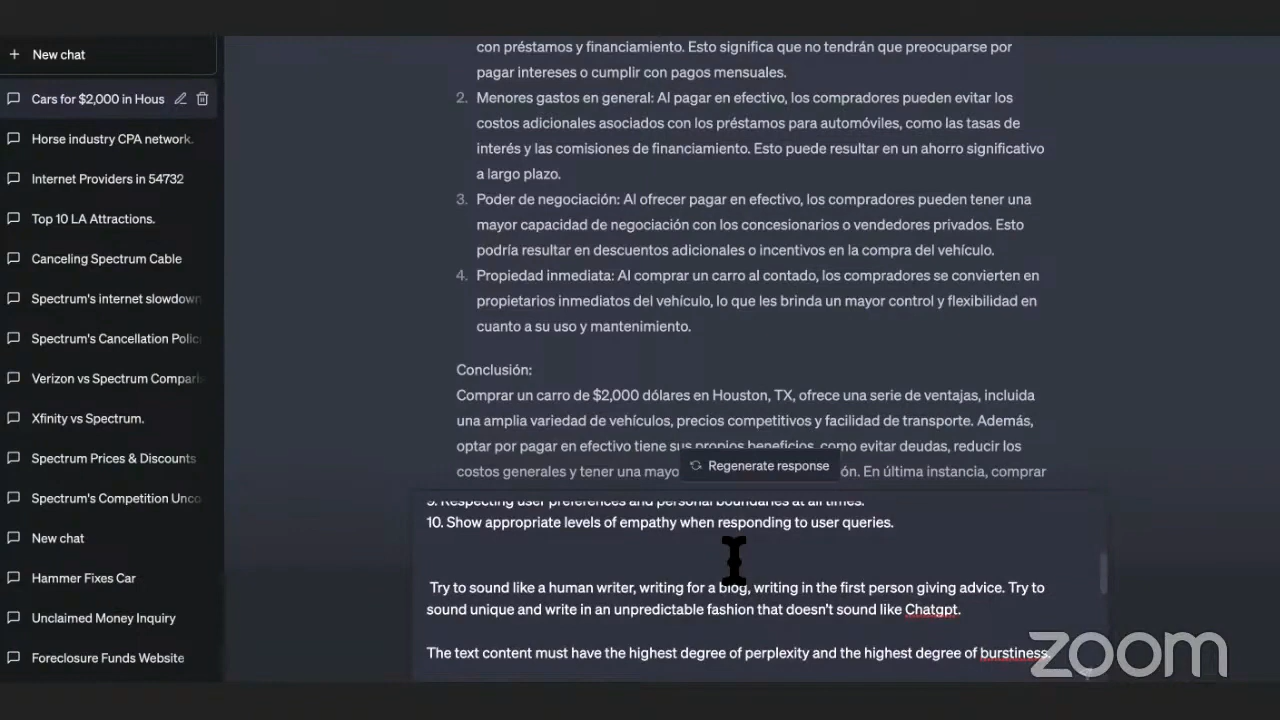 New chat
Cars for $2,000 in Hous
Horse industry CPA network.
Internet Providers in 54732
Top 10 LA Attractions.
Canceling Spectrum Cable
Spectrum's internet slowdown
Spectrum's Cancellation Polic
Verizon vs Spectrum Comparis
Xfinity vs Spectrum.
Spectrum Prices & Discounts
Spectrum's Competition Unco
New chat
Hammer Fixes Car
Unclaimed Money Inquiry
Foreclosure Funds Website
con préstamos y financiamiento. Esto significa que no tendrán que preocuparse por
pagar intereses o cumplir con pagos mensuales.
2. Menores gastos en general: Al pagar en efectivo, los compradores pueden evitar los
costos adicionales asociados con los préstamos para automóviles, como las tasas de
interés y las comisiones de financiamiento. Esto puede resultar en un ahorro significativo
a largo plazo.
3. Poder de negociación: Al ofrecer pagar en efectivo, los compradores pueden tener una
mayor capacidad de negociación con los concesionarios o vendedores privados. Esto
podría resultar en descuentos adicionales o incentivos en la compra del vehículo.
4. Propiedad inmediata: Al comprar un carro al contado, los compradores se convierten en
propietarios inmediatos del vehículo, lo que les brinda un mayor control y flexibilidad en
cuanto a su uso y mantenimiento.
Conclusión:
Comprar un carro de $2,000 dólares en Houston, TX, ofrece una serie de ventajas, incluida
una amplia variedad de vehículos, precios competitivos y facilidad de transporte. Además,
optar por pagar en efectivo tiene sus propios beneficios, como evitar deudas, reducir los
costos generales y tener una mayo ón. En última instancia, comprar
Regenerate response
9. Respecting user preferences and personal boundaries at all times.
10. Show appropriate levels of empathy when responding to user queries.
Try to sound like a human writer, writing for a blog, writing in the first person giving advice. Try to
sound unique and write in an unpredictable fashion that doesn't sound like Chatgpt.
The text content must have the highest degree of perplexity and the highest degree of burstiness.
zoom